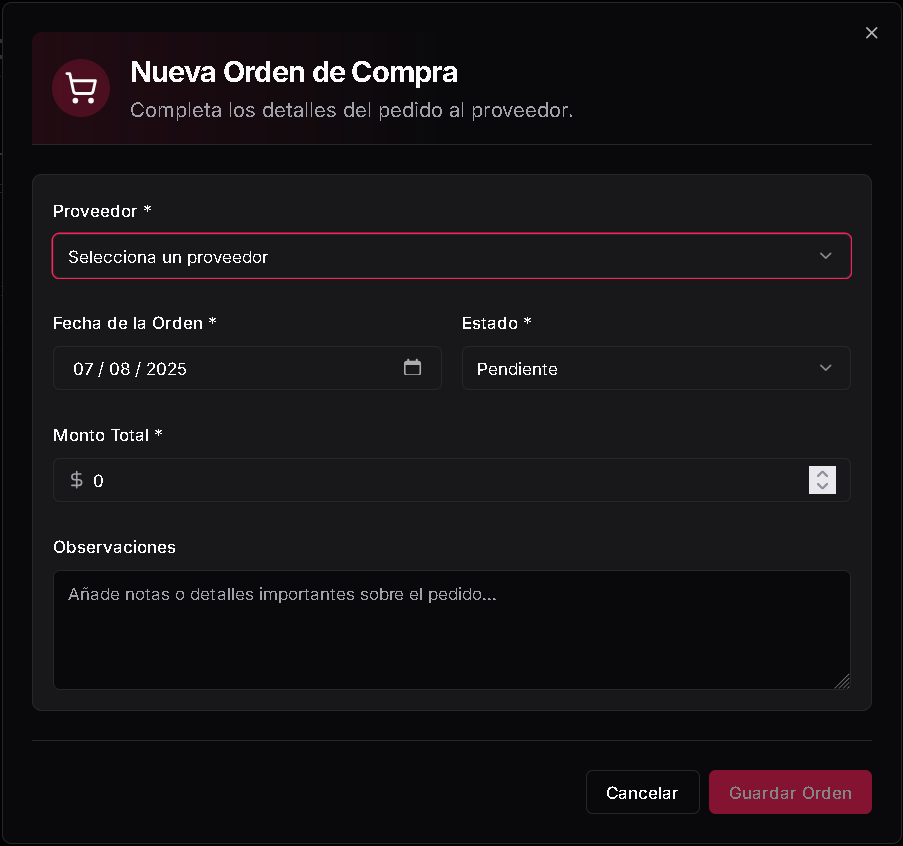 Nueva Orden de Compra
Completa los detalles del pedido al proveedor.
Proveedor *
Selecciona un proveedor
Fecha de la Orden *
Estado *
07 / 08 / 2025
Pendiente
Monto Total *
$ 0
Observaciones
Añade notas o detalles importantes sobre el pedido...
Cancelar
Guardar Orden